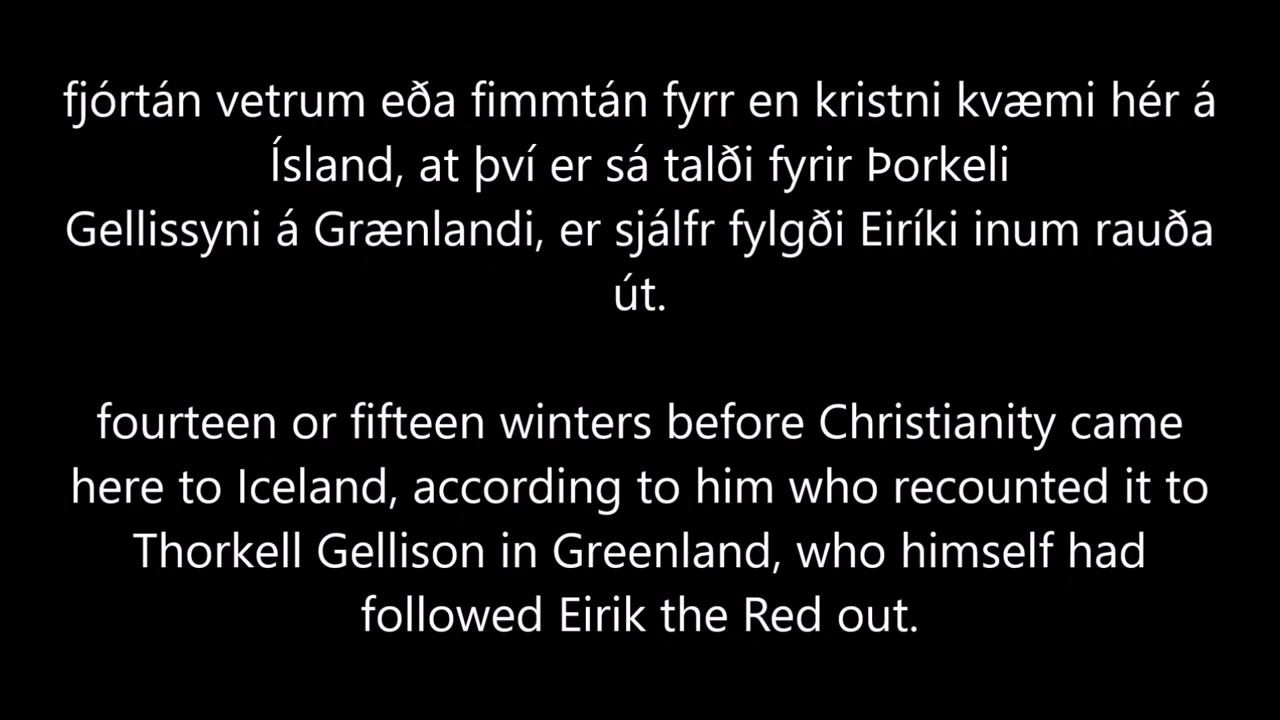 fjórtán vetrum eða fimmtán fyrr en kristni kvæmi hér á
Ísland, at því er sá talði fyrir Þorkeli
Gellissyni á Grænlandi, er sjálfr fylgði Eiríki inum rauða
út.
fourteen or fifteen winters before Christianity came
here to Iceland, according to him who recounted it to
Thorkell Gellison in Greenland, who himself had
followed Eirik the Red out.